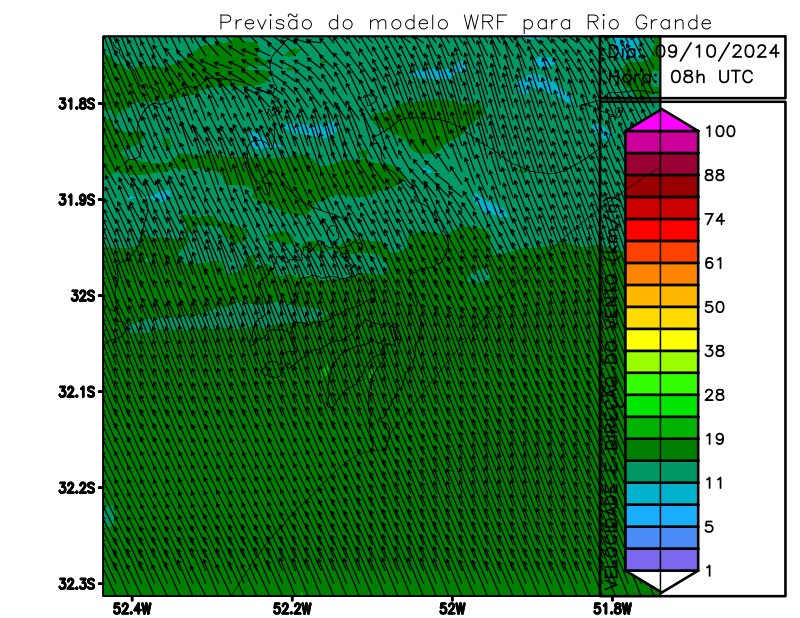 Previsão do modelo WRF para Rio Grande
Dia: 09/10/2024
Hora: 08h UTC
31.8S
31.9S
32S
32.1S
32.2S
32.3S
52.4W
52.2W
52W
51.8W
VELOCIDADE E DIREÇÃO DO VENTO (km/h)
100
88
74
61
50
38
28
19
11
5
1